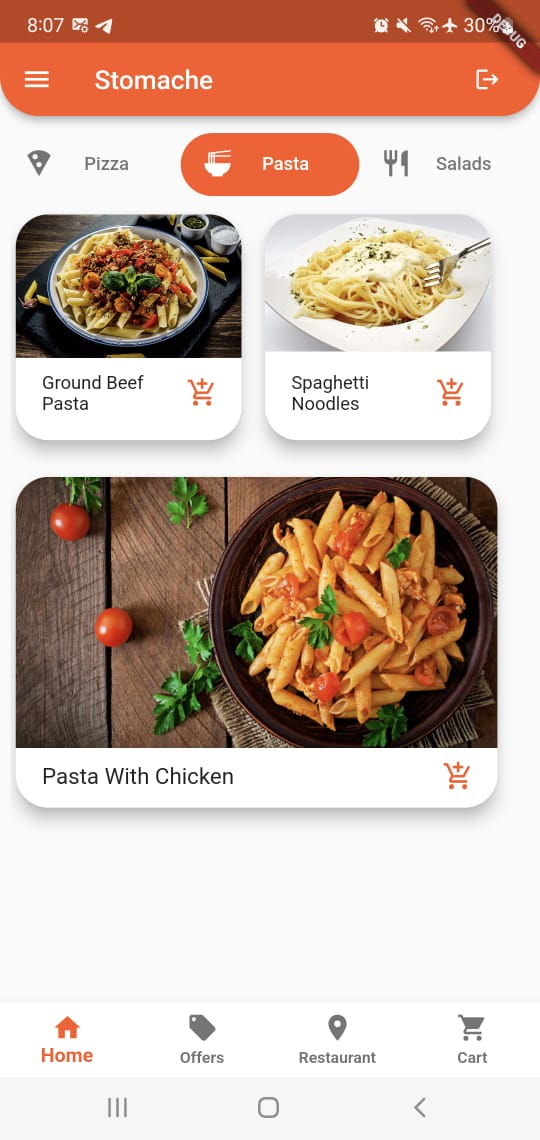 8:07
30%
DEBUG
Stomache
Pizza
Pasta
Salads
Ground Beef
Pasta
Spaghetti
Noodles
Pasta With Chicken
Home
Offers
Restaurant
Cart